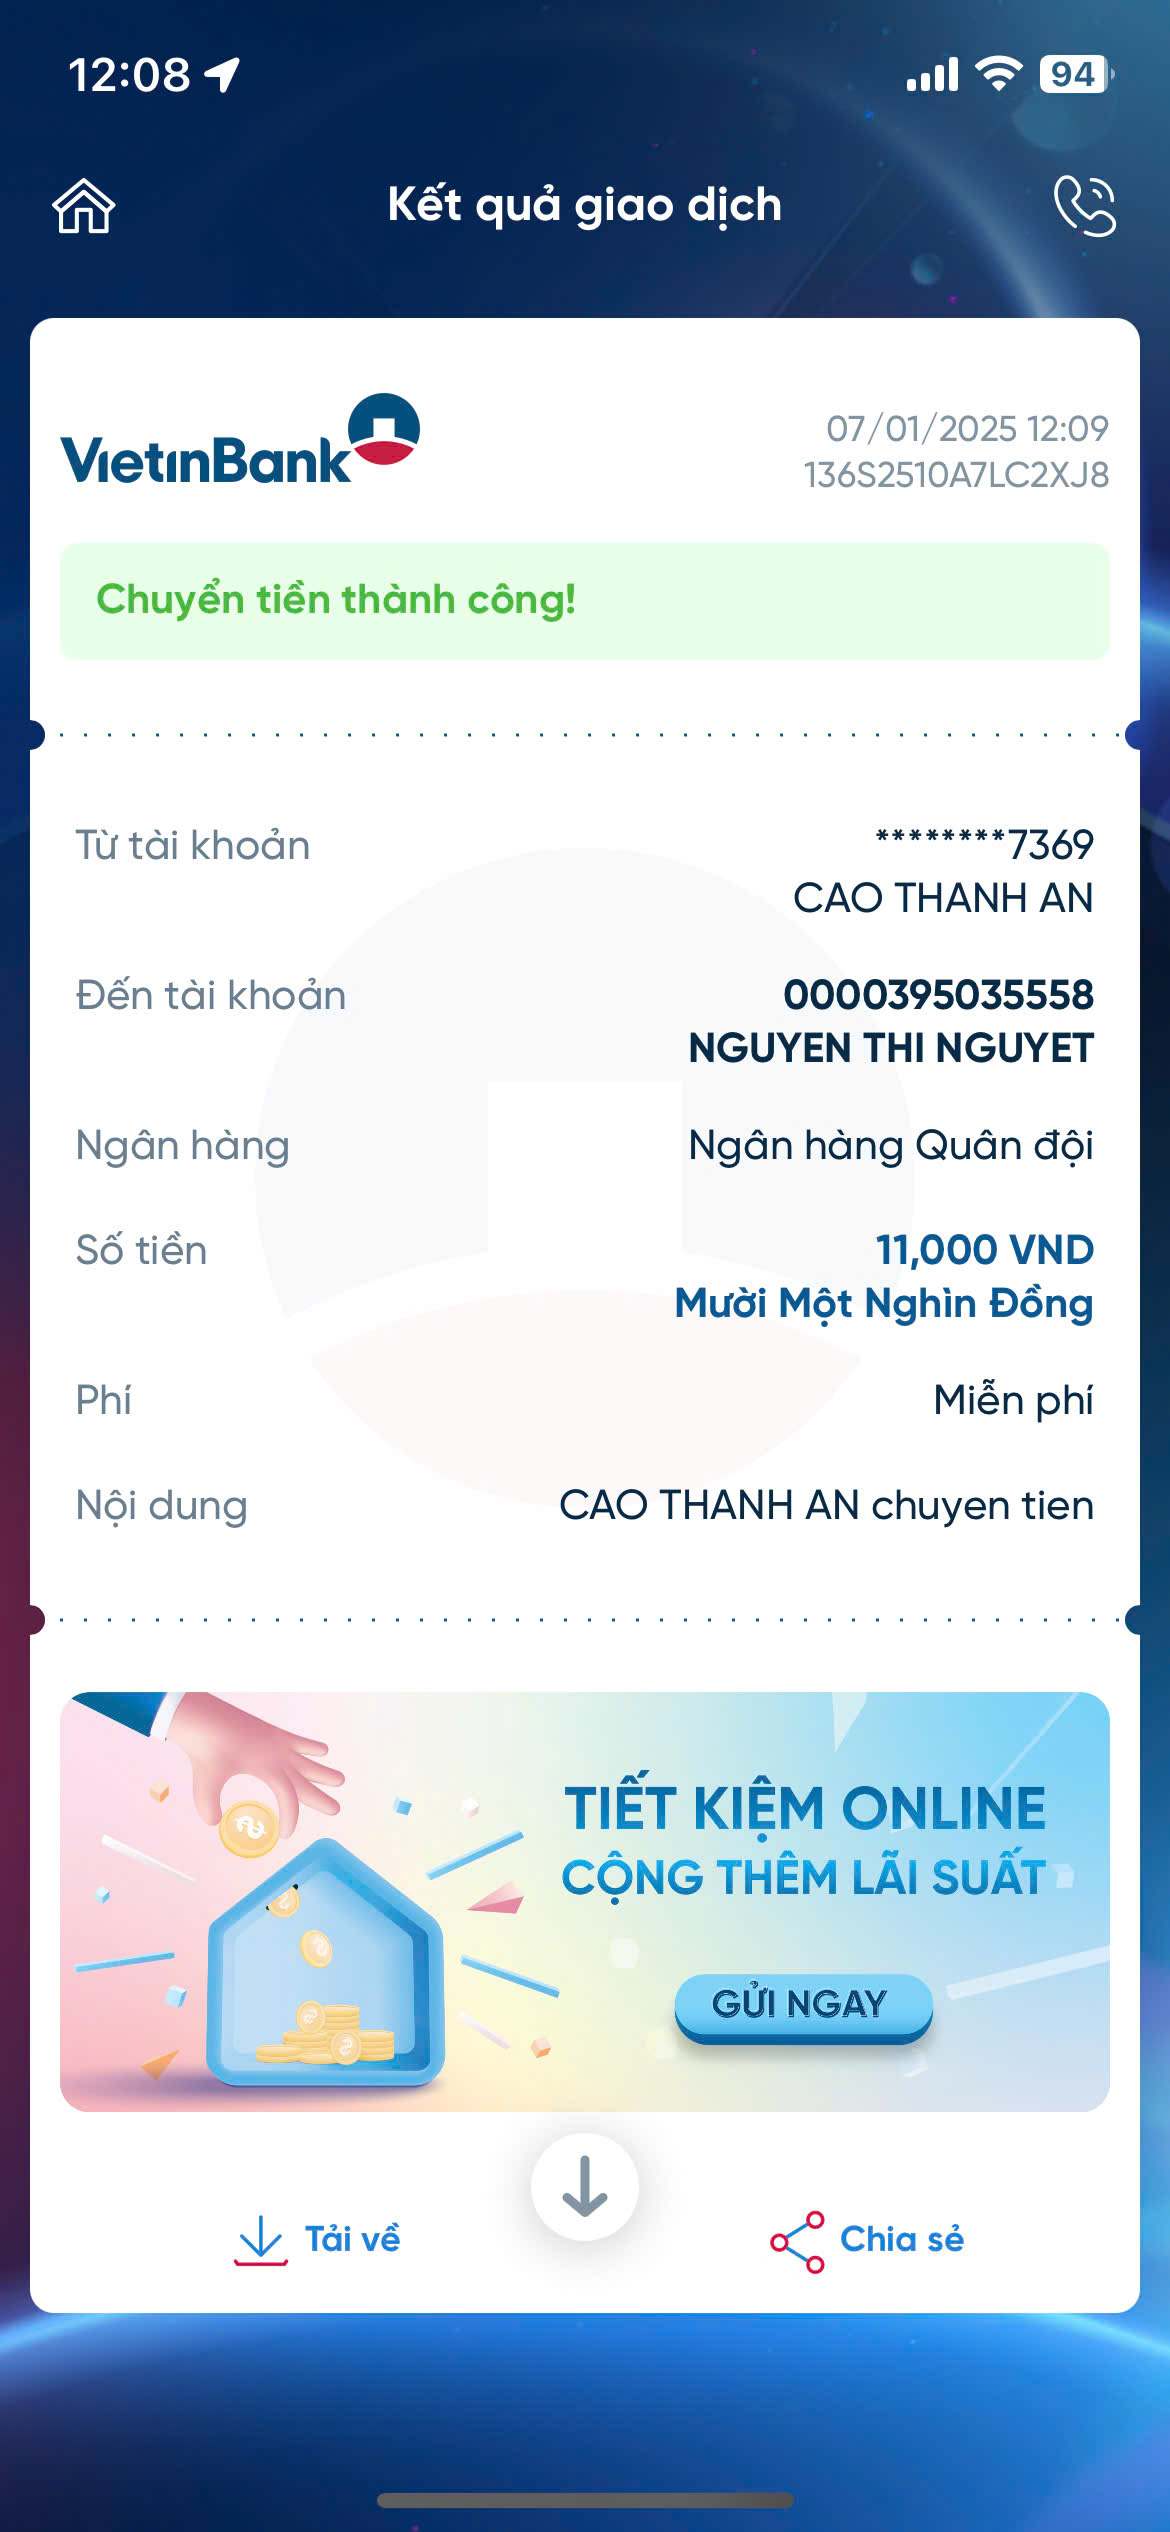 12:08
94
Kết quả giao dịch
VietinBank
07/01/2025 12:09
136S2510A7LC2XJ8
Chuyển tiền thành công!
Từ tài khoản
********7369
CAO THANH AN
Đến tài khoản
0000395035558
NGUYEN THI NGUYET
Ngân hàng
Ngân hàng Quân đội
Số tiền
11,000 VND
Mười Một Nghìn Đồng
Phí
Miễn phí
Nội dung
CAO THANH AN chuyen tien
TIẾT KIỆM ONLINE
CỘNG THÊM LÃI SUẤT
GỬI NGAY
Tải về
Chia sẻ